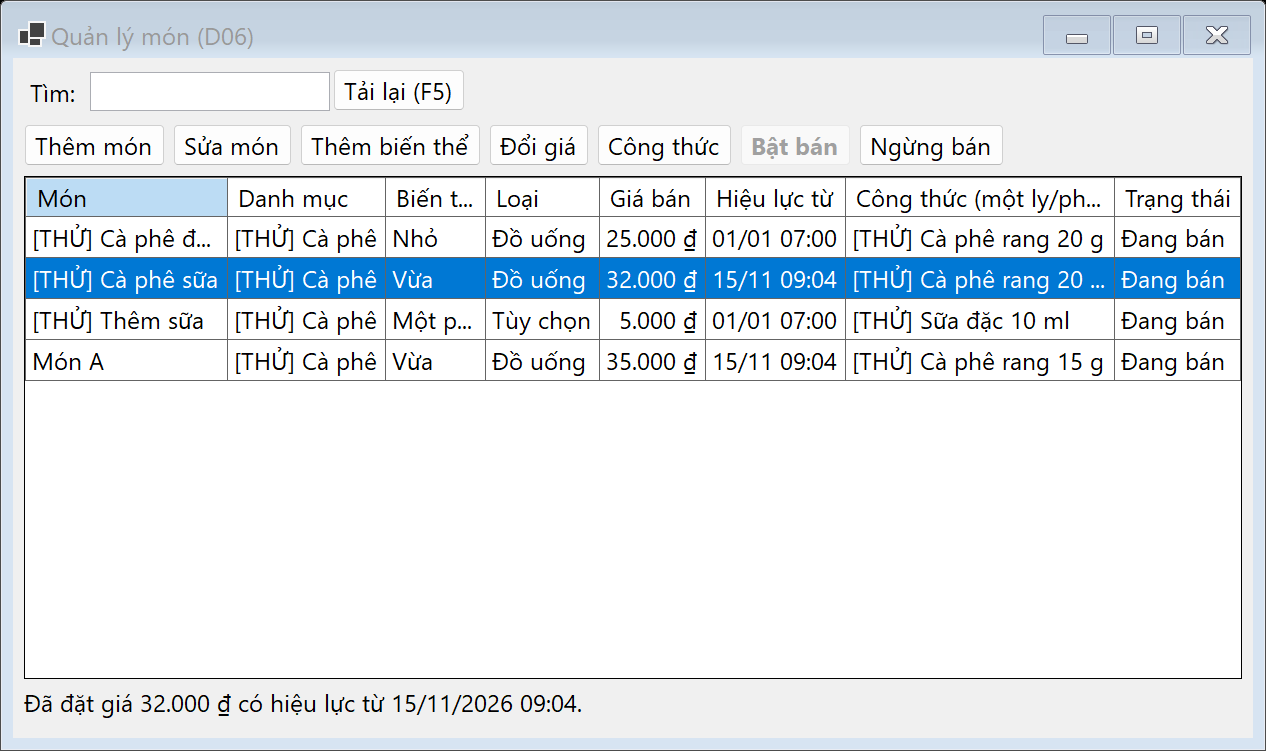 Quản lý món (D06)
Tìm: Tải lại (F5)
Thêm món Sửa món Thêm biến thể Đổi giá Công thức Bật bán Ngừng bán
Món Danh mục Biến t... Loại Giá bán Hiệu lực từ Công thức (một ly/ph... Trạng thái
[THỬ] Cà phê đ... [THỬ] Cà phê Nhỏ Đồ uống 25.000 ₫ 01/01 07:00 [THỬ] Cà phê rang 20 g Đang bán
[THỬ] Cà phê sữa [THỬ] Cà phê Vừa Đồ uống 32.000 ₫ 15/11 09:04 [THỬ] Cà phê rang 20 ... Đang bán
[THỬ] Thêm sữa [THỬ] Cà phê Một p... Tùy chọn 5.000 ₫ 01/01 07:00 [THỬ] Sữa đặc 10 ml Đang bán
Món A [THỬ] Cà phê Vừa Đồ uống 35.000 ₫ 15/11 09:04 [THỬ] Cà phê rang 15 g Đang bán
Đã đặt giá 32.000 ₫ có hiệu lực từ 15/11/2026 09:04.